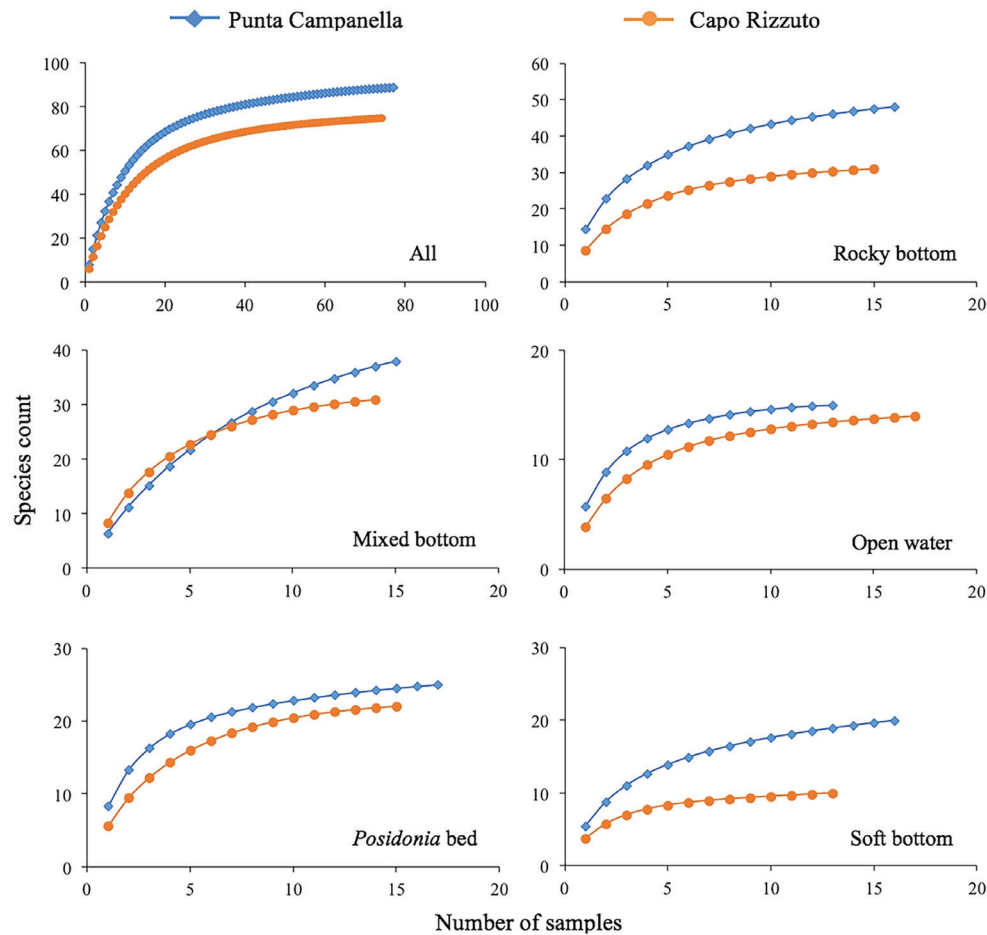 Punta Campanella
Capo Rizzuto
100
80
60
40
20
0
0 20 40 60 80 100
All
60
50
40
30
20
10
0
0 5 10 15 20
Rocky bottom
Species count
40
30
20
10
0
0 5 10 15 20
Mixed bottom
20
10
0
0 5 10 15 20
Open water
30
20
10
0
0 5 10 15 20
Posidonia bed
30
20
10
0
0 5 10 15 20
Soft bottom
Number of samples